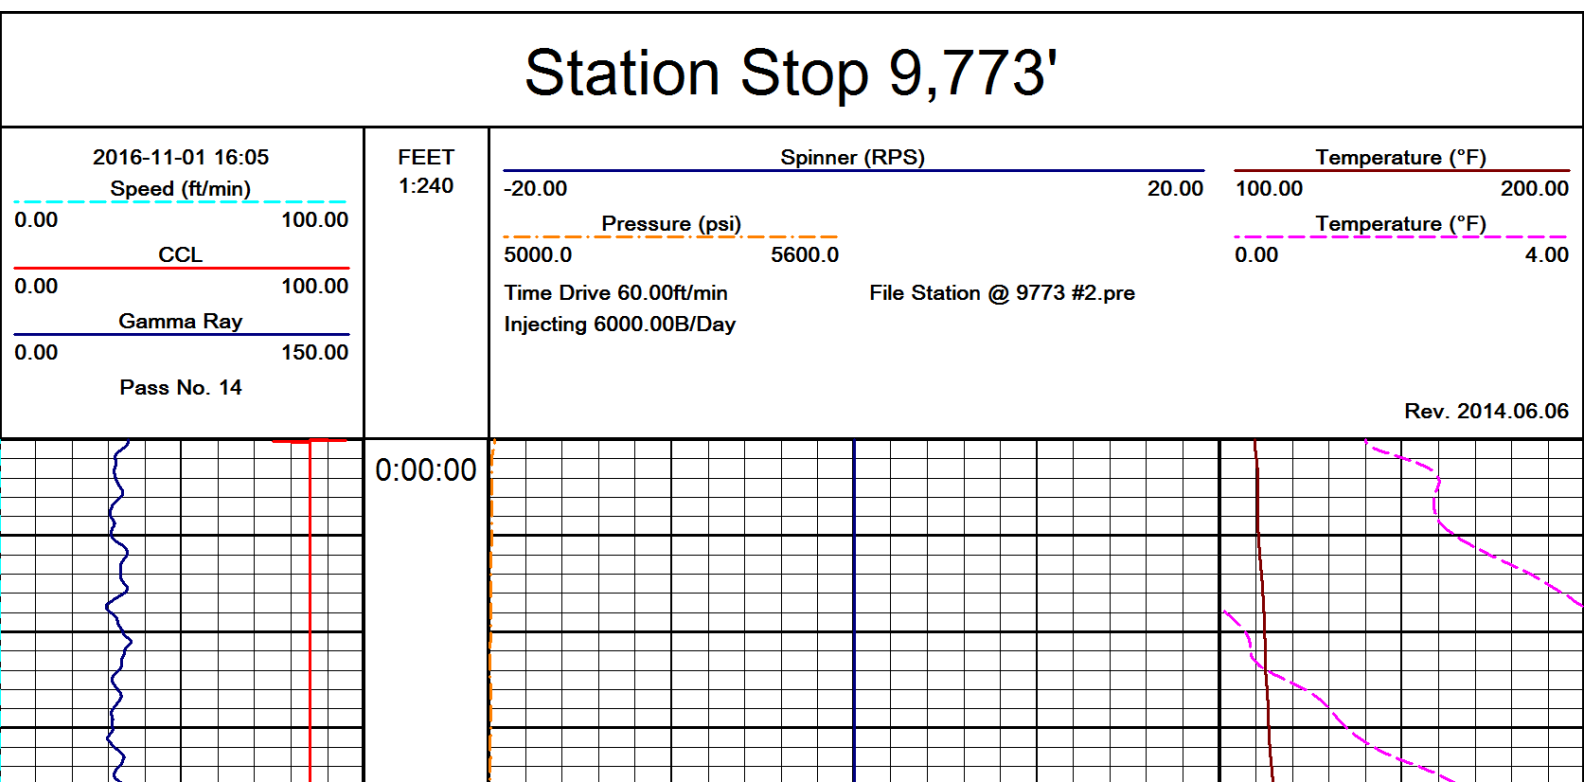 Station Stop 9,773'
2016-11-01 16:05
Speed (ft/min)
0.00 100.00
CCL
0.00 100.00
Gamma Ray
0.00 150.00
Pass No. 14
FEET
1:240
Spinner (RPS)
-20.00 20.00
Pressure (psi)
5000.0 5600.0
Time Drive 60.00ft/min File Station @ 9773 #2.pre
Injecting 6000.00B/Day
Temperature (°F)
100.00 200.00
Temperature (°F)
0.00 4.00
Rev. 2014.06.06
0:00:00